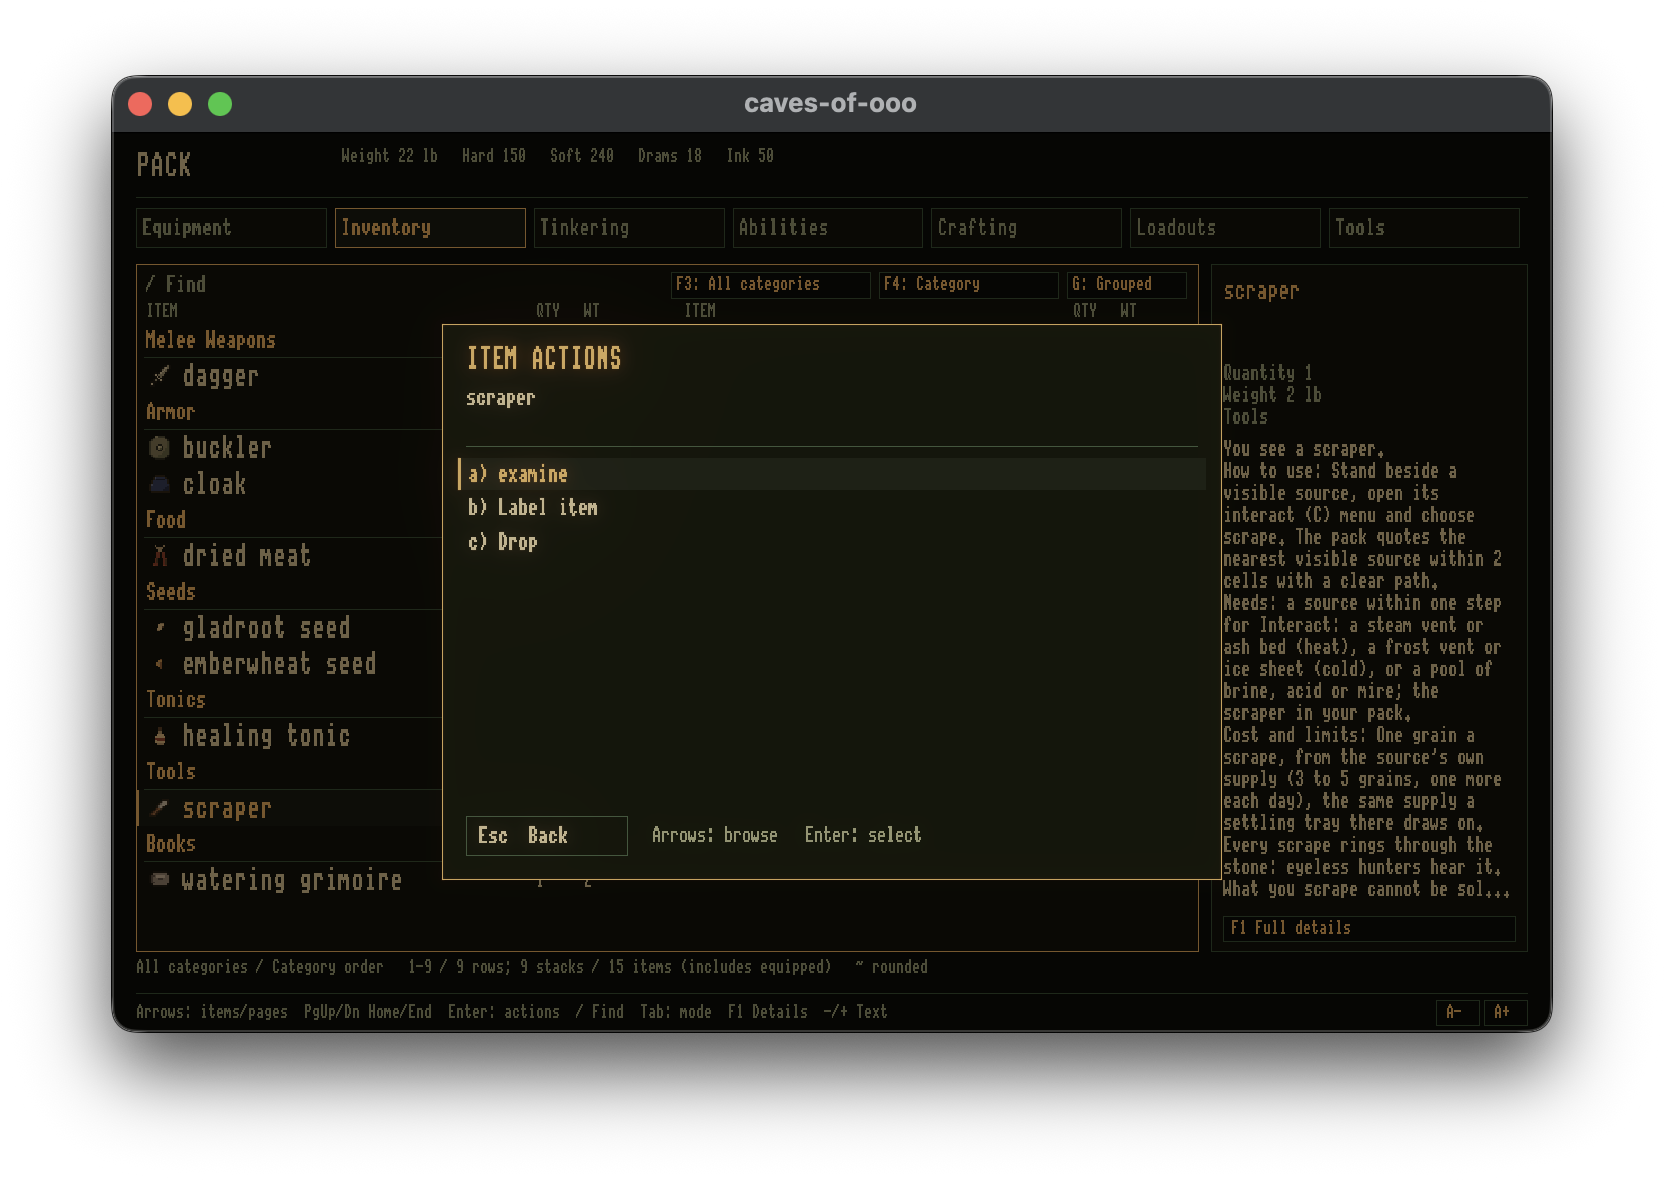 caves-of-ooo
PACK
Weight 22 lb Hard 150 Soft 240 Drams 18 Ink 50
Equipment
Inventory
Tinkering
Abilities
Crafting
Loadouts
Tools
/ Find
F3: All categories
F4: Category
G: Grouped
ITEM QTY WT ITEM QTY WT
Melee Weapons
dagger
Armor
buckler
cloak
Food
dried meat
Seeds
gladroot seed
emberwheat seed
Tonics
healing tonic
Tools
scraper
Books
watering grimoire
ITEM ACTIONS
scraper
a) examine
b) Label item
c) Drop
Esc Back
Arrows: browse Enter: select
scraper
Quantity 1
Weight 2 lb
Tools
You see a scraper.
How to use: Stand beside a
visible source, open its
interact (C) menu and choose
scrape. The pack quotes the
nearest visible source within 2
cells with a clear path.
Needs: a source within one step
for Interact: a steam vent or
ash bed (heat), a frost vent or
ice sheet (cold), or a pool of
brine, acid or mire; the
scraper in your pack.
Cost and limits: One grain a
scrape, from the source's own
supply (3 to 5 grains, one more
each day), the same supply a
settling tray there draws on.
Every scrape rings through the
stone: eyeless hunters hear it.
What you scrape cannot be sol...
F1 Full details
All categories / Category order 1-9 / 9 rows; 9 stacks / 15 items (includes equipped) ~ rounded
Arrows: items/pages PgUp/Dn Home/End Enter: actions / Find Tab: mode F1 Details -/+ Text
A-
A+